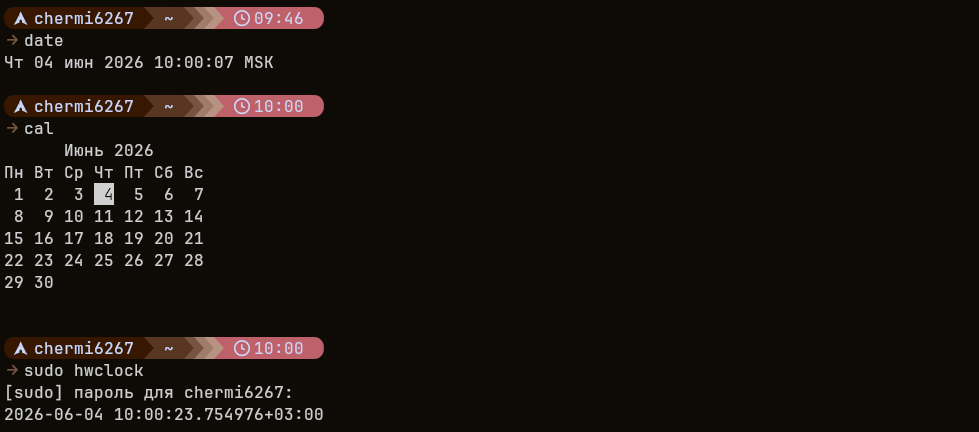 chermi6267 ~ 09:46
→ date
Чт 04 июн 2026 10:00:07 MSK
chermi6267 ~ 10:00
→ cal
Июнь 2026
Пн Вт Ср Чт Пт Сб Вс
1 2 3 4 5 6 7
8 9 10 11 12 13 14
15 16 17 18 19 20 21
22 23 24 25 26 27 28
29 30
chermi6267 ~ 10:00
→ sudo hwclock
[sudo] пароль для chermi6267:
2026-06-04 10:00:23.754976+03:00